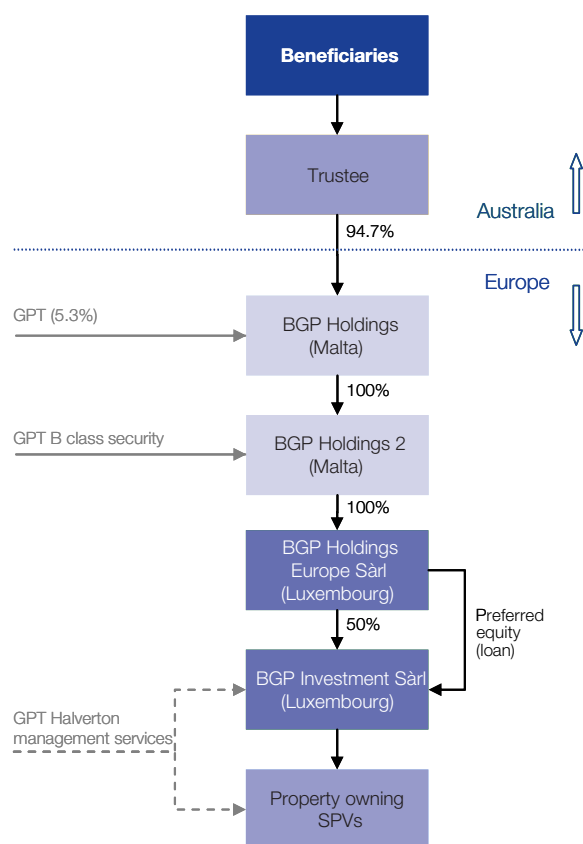 Beneficiaries
Trustee
Australia
94.7%
Europe
GPT (5.3%)
BGP Holdings
(Malta)
100%
GPT B class security
BGP Holdings 2
(Malta)
100%
BGP Holdings
Europe Sàrl
(Luxembourg)
50%
Preferred
equity
(loan)
BGP Investment Sàrl
(Luxembourg)
GPT Halverton
management services
Property owning
SPVs